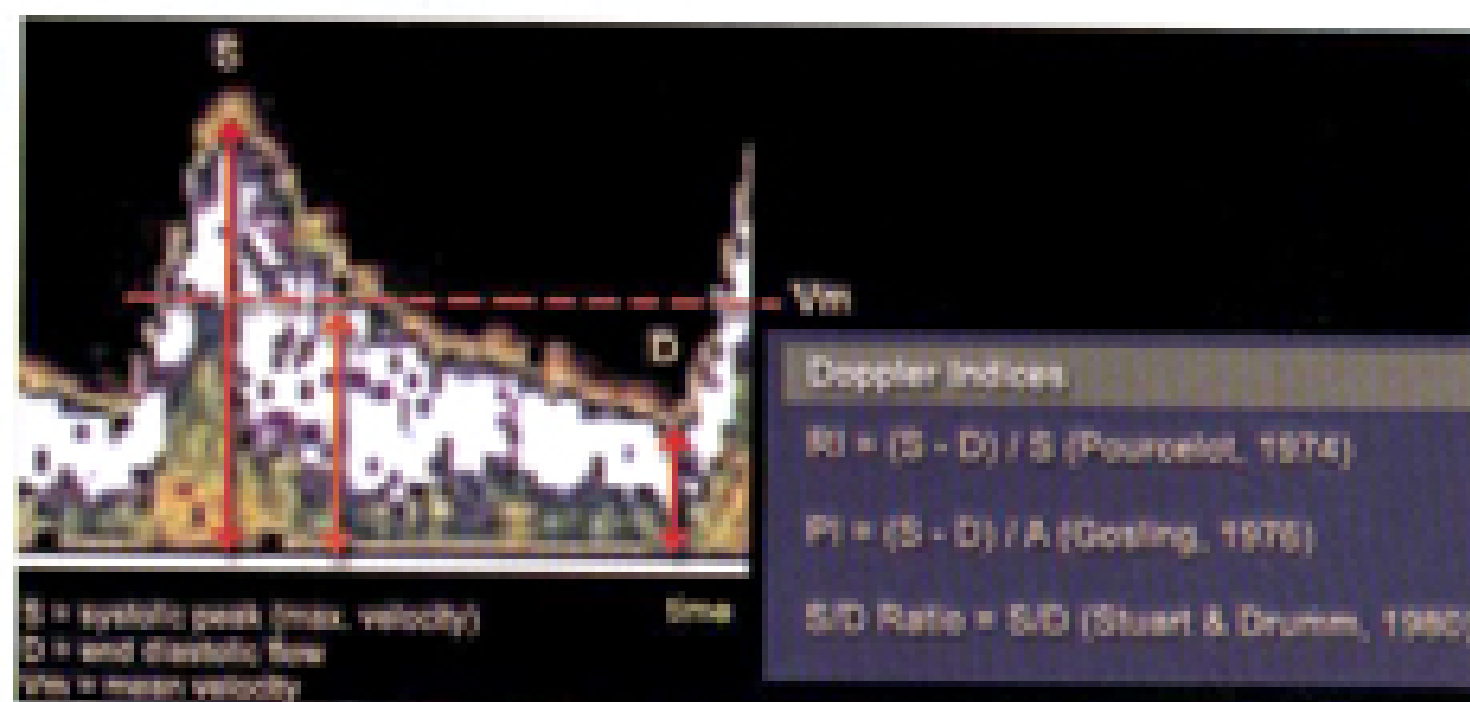 S
Vm
D
Doppler Indices
RI = (S - D) / S (Pourcelot, 1974)
PI = (S - D) / A (Gosling, 1976)
S/D Ratio = S/D (Stuart & Drumm, 1980)
time
S = systolic peak (max. velocity)
D = end diastolic flow
Vm = mean velocity